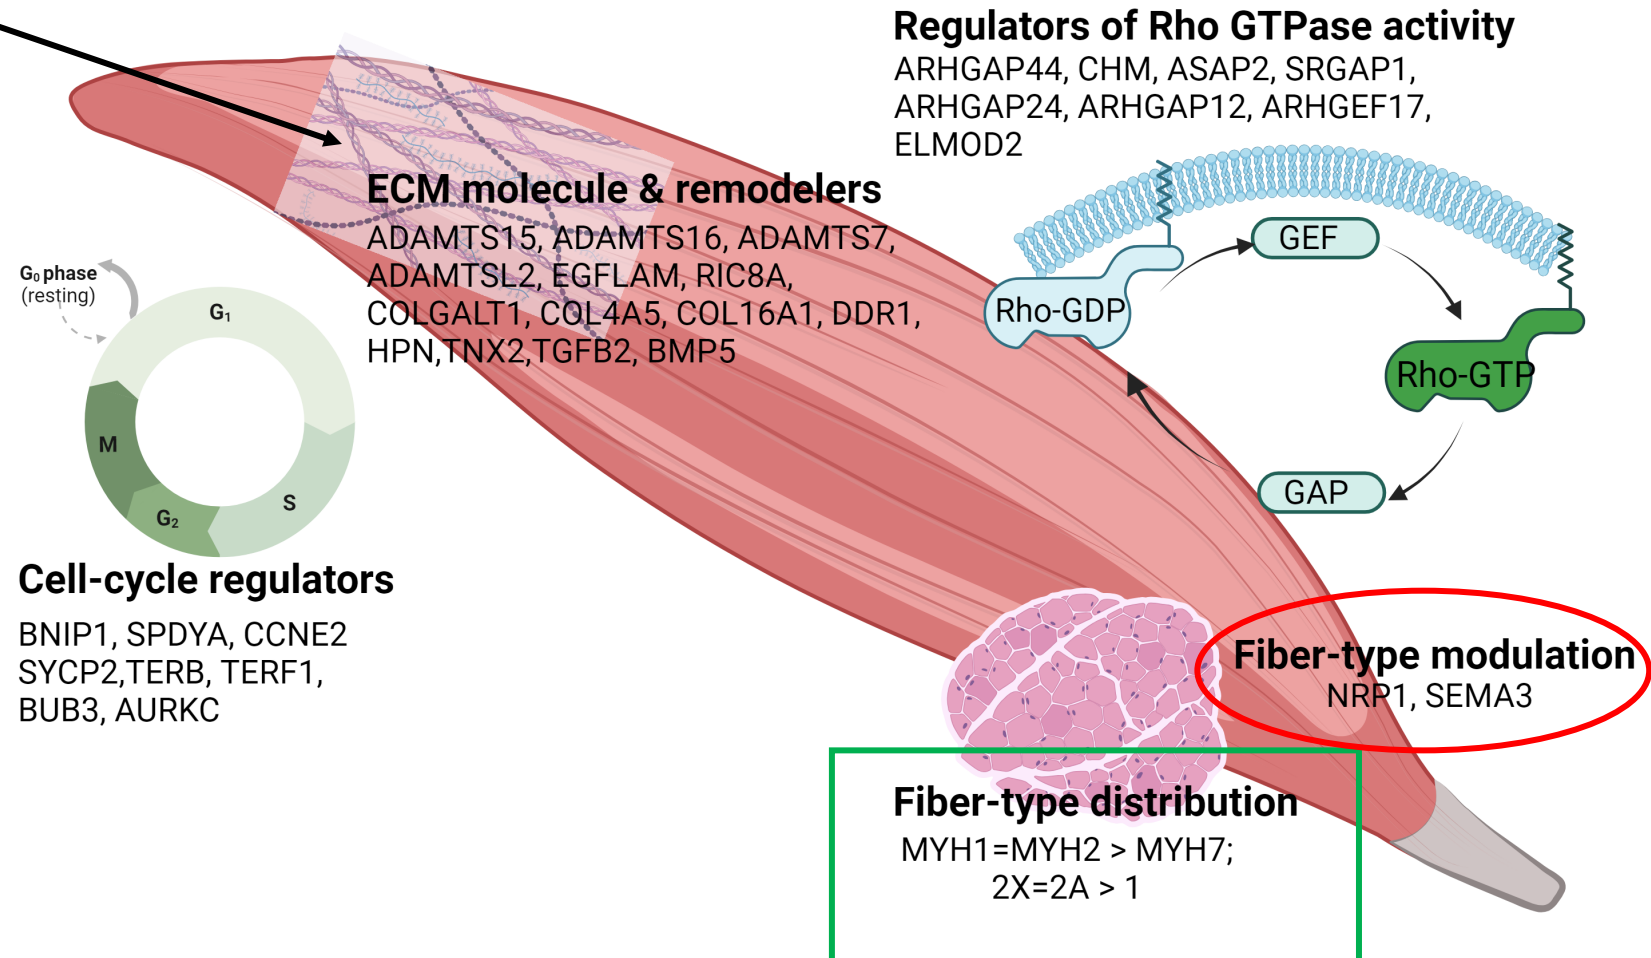 Regulators of Rho GTPase activity
ARHGAP44, CHM, ASAP2, SRGAP1,
ARHGAP24, ARHGAP12, ARHGEF17,
ELMOD2
ECM molecule & remodelers
ADAMTS15, ADAMTS16, ADAMTS7,
ADAMTSL2, EGFLAM, RIC8A,
COLGALT1, COL4A5, COL16A1, DDR1,
HPN,TNX2,TGFB2, BMP5
GEF
Rho-GDP
Rho-GTP
GAP
G₀ phase
(resting)
G₁
M
S
G₂
Cell-cycle regulators
BNIP1, SPDYA, CCNE2
SYCP2,TERB, TERF1,
BUB3, AURKC
Fiber-type modulation
NRP1, SEMA3
Fiber-type distribution
MYH1=MYH2 > MYH7;
2X=2A > 1